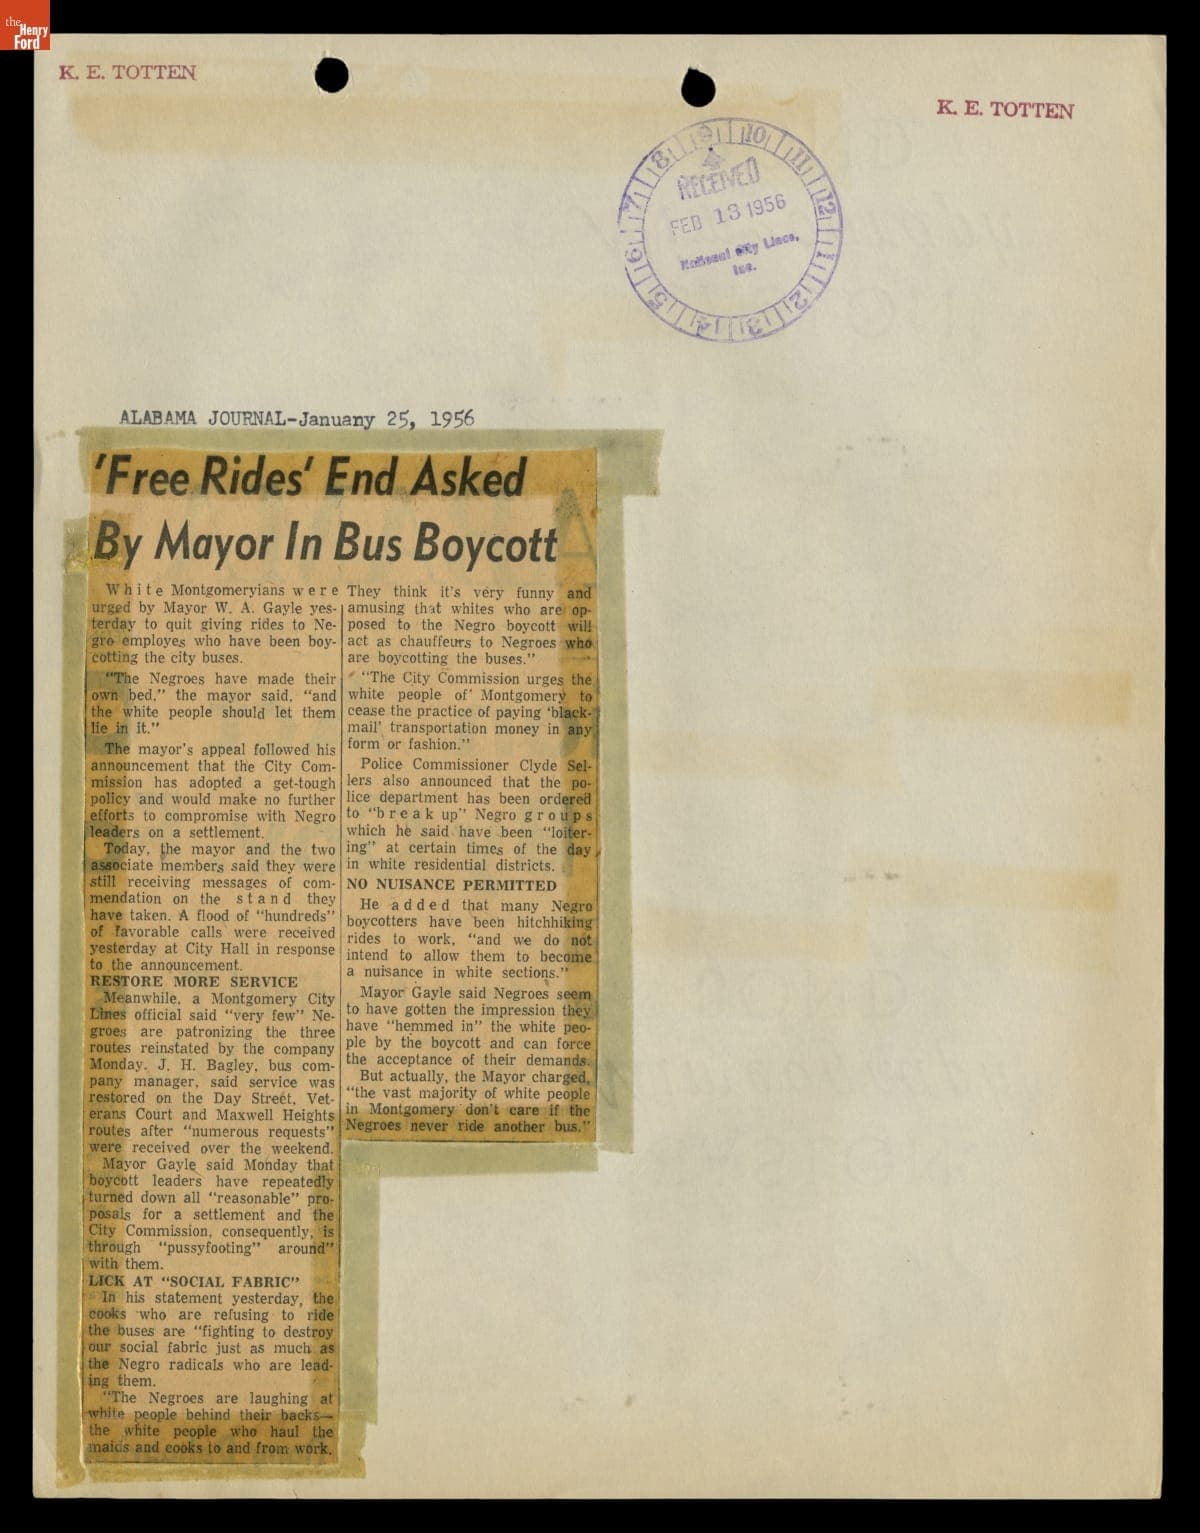 the
Henry
Ford
K. E. TOTTEN
K. E. TOTTEN
7 8 9 10 11 12 1 2 3 4 5 6
RECEIVED
FEB 13 1956
National City Lines,
Inc.
ALABAMA JOURNAL-January 25, 1956
'Free Rides' End Asked
By Mayor In Bus Boycott
White Montgomeryians were
urged by Mayor W. A. Gayle yes-
terday to quit giving rides to Ne-
gro employes who have been boy-
cotting the city buses.
"The Negroes have made their
own bed," the mayor said, "and
the white people should let them
lie in it."
The mayor's appeal followed his
announcement that the City Com-
mission has adopted a get-tough
policy and would make no further
efforts to compromise with Negro
leaders on a settlement.
Today, the mayor and the two
associate members said they were
still receiving messages of com-
mendation on the stand they
have taken. A flood of "hundreds"
of favorable calls were received
yesterday at City Hall in response
to the announcement.
RESTORE MORE SERVICE
Meanwhile, a Montgomery City
Lines official said "very few" Ne-
groes are patronizing the three
routes reinstated by the company
Monday. J. H. Bagley, bus com-
pany manager, said service was
restored on the Day Street, Vet-
erans Court and Maxwell Heights
routes after "numerous requests"
were received over the weekend.
Mayor Gayle said Monday that
boycott leaders have repeatedly
turned down all "reasonable" pro-
posals for a settlement and the
City Commission, consequently, is
through "pussyfooting" around"
with them.
LICK AT "SOCIAL FABRIC"
In his statement yesterday, the
cooks who are refusing to ride
the buses are "fighting to destroy
our social fabric just as much as
the Negro radicals who are lead-
ing them.
"The Negroes are laughing at
white people behind their backs—
the white people who haul the
maids and cooks to and from work.
They think it's very funny and
amusing that whites who are op-
posed to the Negro boycott will
act as chauffeurs to Negroes who
are boycotting the buses."
"The City Commission urges the
white people of Montgomery to
cease the practice of paying 'black-
mail' transportation money in any
form or fashion."
Police Commissioner Clyde Sel-
lers also announced that the po-
lice department has been ordered
to "break up" Negro groups
which he said have been "loiter-
ing" at certain times of the day
in white residential districts.
NO NUISANCE PERMITTED
He added that many Negro
boycotters have been hitchhiking
rides to work, "and we do not
intend to allow them to become
a nuisance in white sections."
Mayor Gayle said Negroes seem
to have gotten the impression they
have "hemmed in" the white peo-
ple by the boycott and can force
the acceptance of their demands.
But actually, the Mayor charged,
"the vast majority of white people
in Montgomery don't care if the
Negroes never ride another bus."